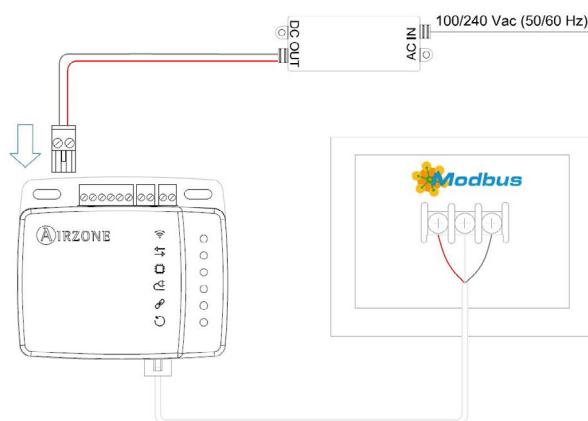 100/240 Vac (50/60 Hz)
DC OUT
AC IN
Modbus
AIRZONE